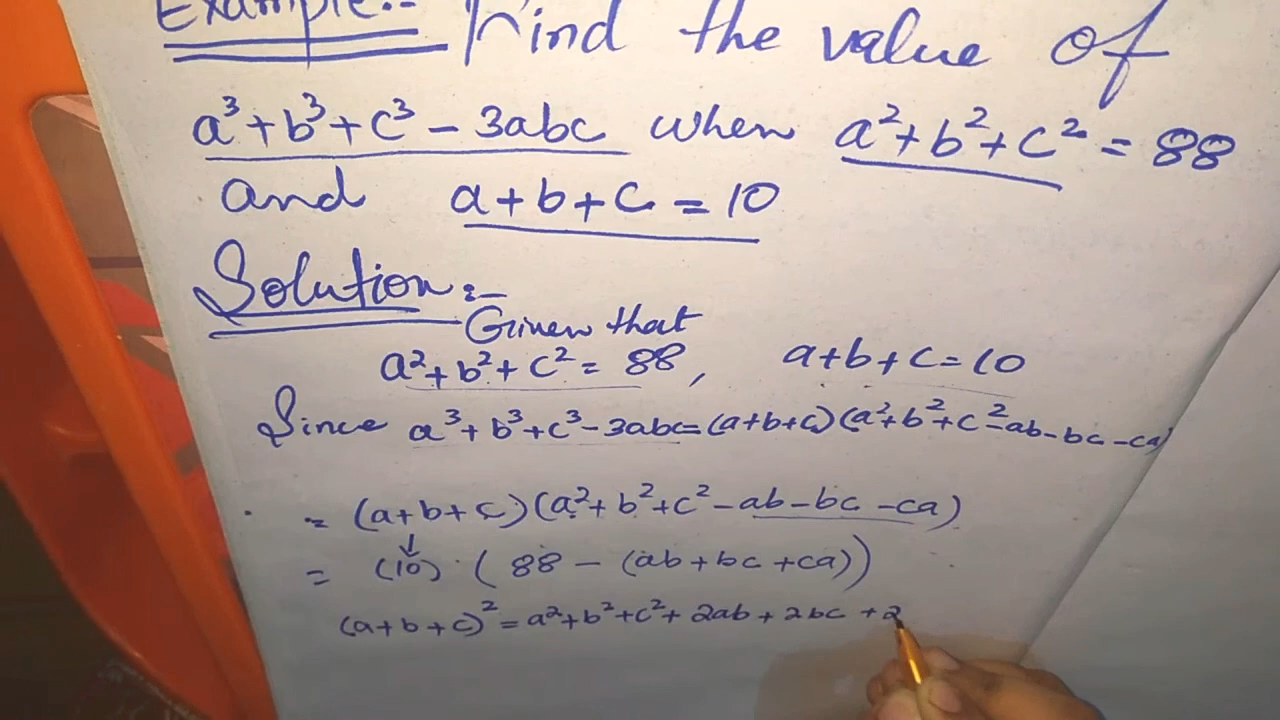 Example:- Find the value of
a³+b³+c³-3abc when a²+b²+c²=88
and a+b+c=10
Solution:-
Given that
a²+b²+c²=88, a+b+c=10
Since a³+b³+c³-3abc=(a+b+c)(a²+b²+c²-ab-bc-ca)
=(a+b+c)(a²+b²+c²-ab-bc-ca)
↓
= (10).(88-(ab+bc+ca))
(a+b+c)²=a²+b²+c²+2ab+2bc+2